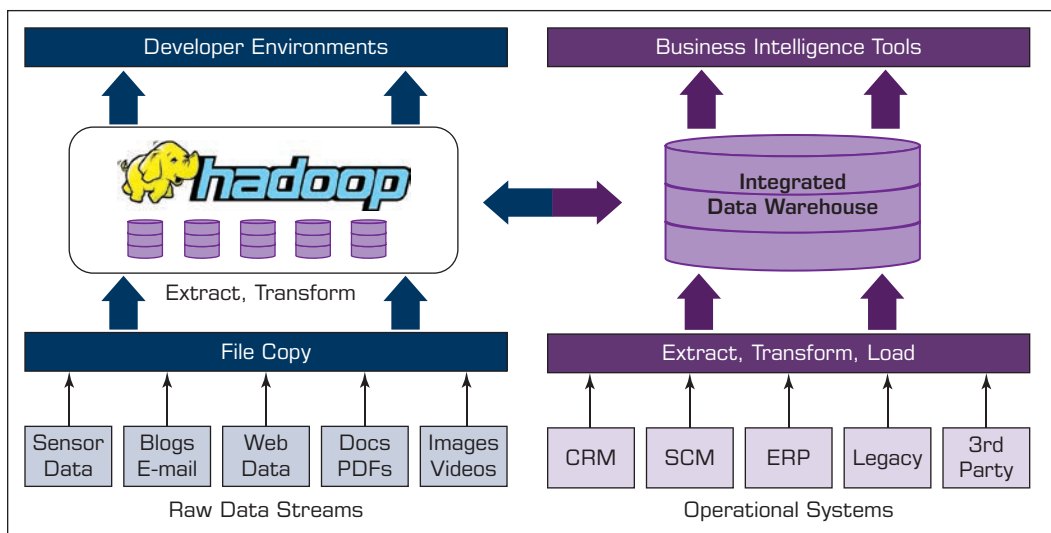 Developer Environments
hadoop
Extract, Transform
File Copy
Sensor
Data
Blogs
E-mail
Web
Data
Docs
PDFs
Images
Videos
Raw Data Streams
Business Intelligence Tools
Integrated
Data Warehouse
Extract, Transform, Load
CRM
SCM
ERP
Legacy
3rd
Party
Operational Systems